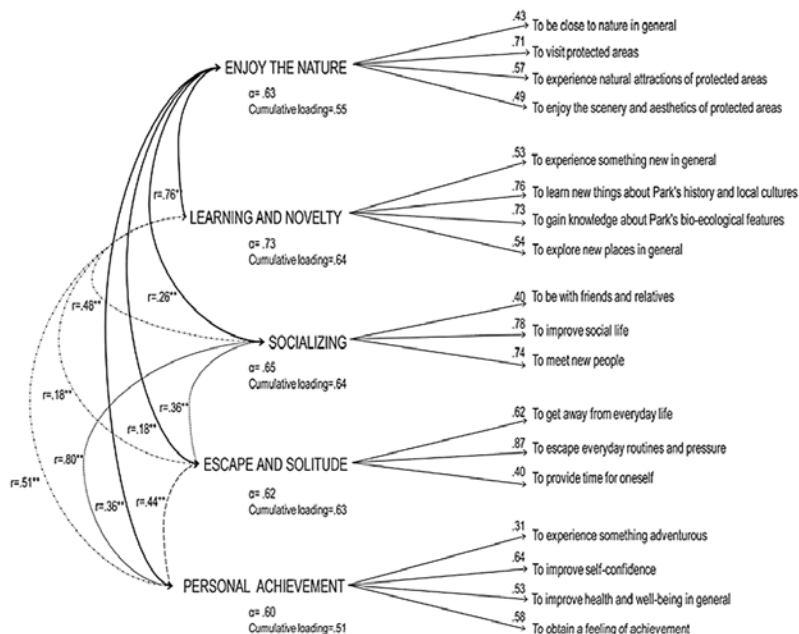 .43
To be close to nature in general
.71
To visit protected areas
ENJOY THE NATURE
.57
To experience natural attractions of protected areas
α= .63
.49
To enjoy the scenery and aesthetics of protected areas
Cumulative loading=.55
.53
To experience something new in general
r=.76*
.76
To learn new things about Park's history and local cultures
LEARNING AND NOVELTY
.73
To gain knowledge about Park's bio-ecological features
α= .73
.54
To explore new places in general
Cumulative loading=.64
r=.26**
r=.48**
.40
To be with friends and relatives
.78
To improve social life
SOCIALIZING
.74
To meet new people
α= .65
Cumulative loading=.64
r=.18**
r=.36**
.62
To get away from everyday life
r=.18**
.87
To escape everyday routines and pressure
r=.80**
ESCAPE AND SOLITUDE
.40
To provide time for oneself
r=.51**
α= .62
r=.44**
r=.36**
Cumulative loading=.63
.31
To experience something adventurous
.64
To improve self-confidence
PERSONAL ACHIEVEMENT
.53
To improve health and well-being in general
α= .60
.58
To obtain a feeling of achievement
Cumulative loading=.51